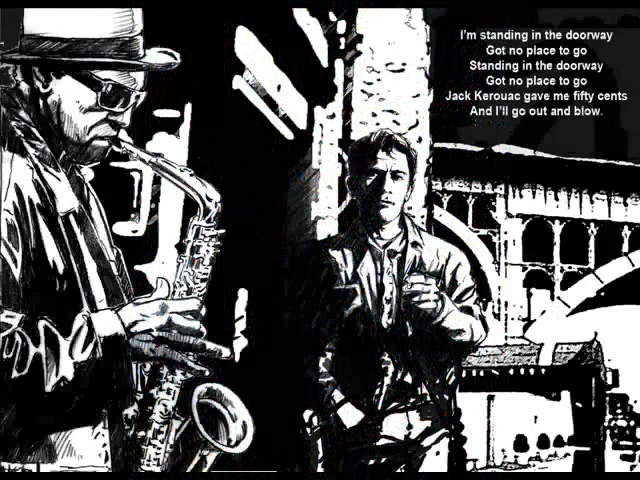 I'm standing in the doorway
Got no place to go
Standing in the doorway
Got no place to go
Jack Kerouac gave me fifty cents
And I'll go out and blow.